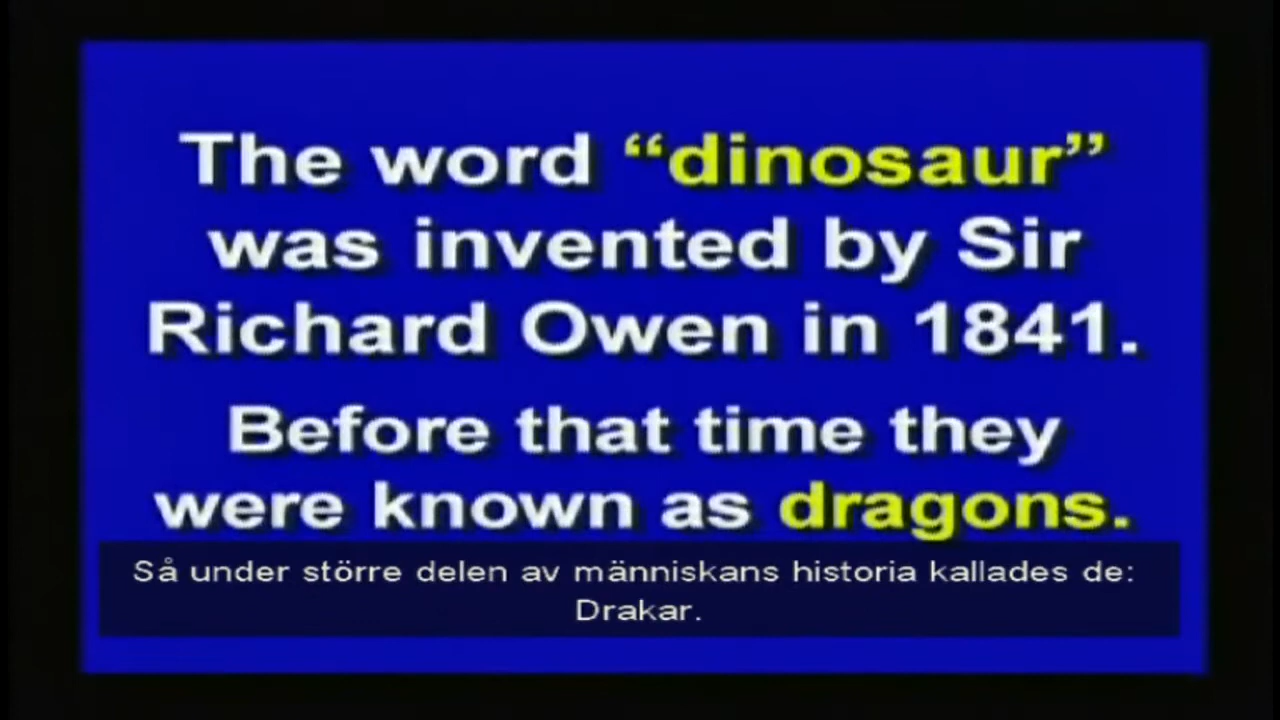 The word “dinosaur”
was invented by Sir
Richard Owen in 1841.
Before that time they
were known as dragons.
Så under större delen av människans historia kallades de:
Drakar.